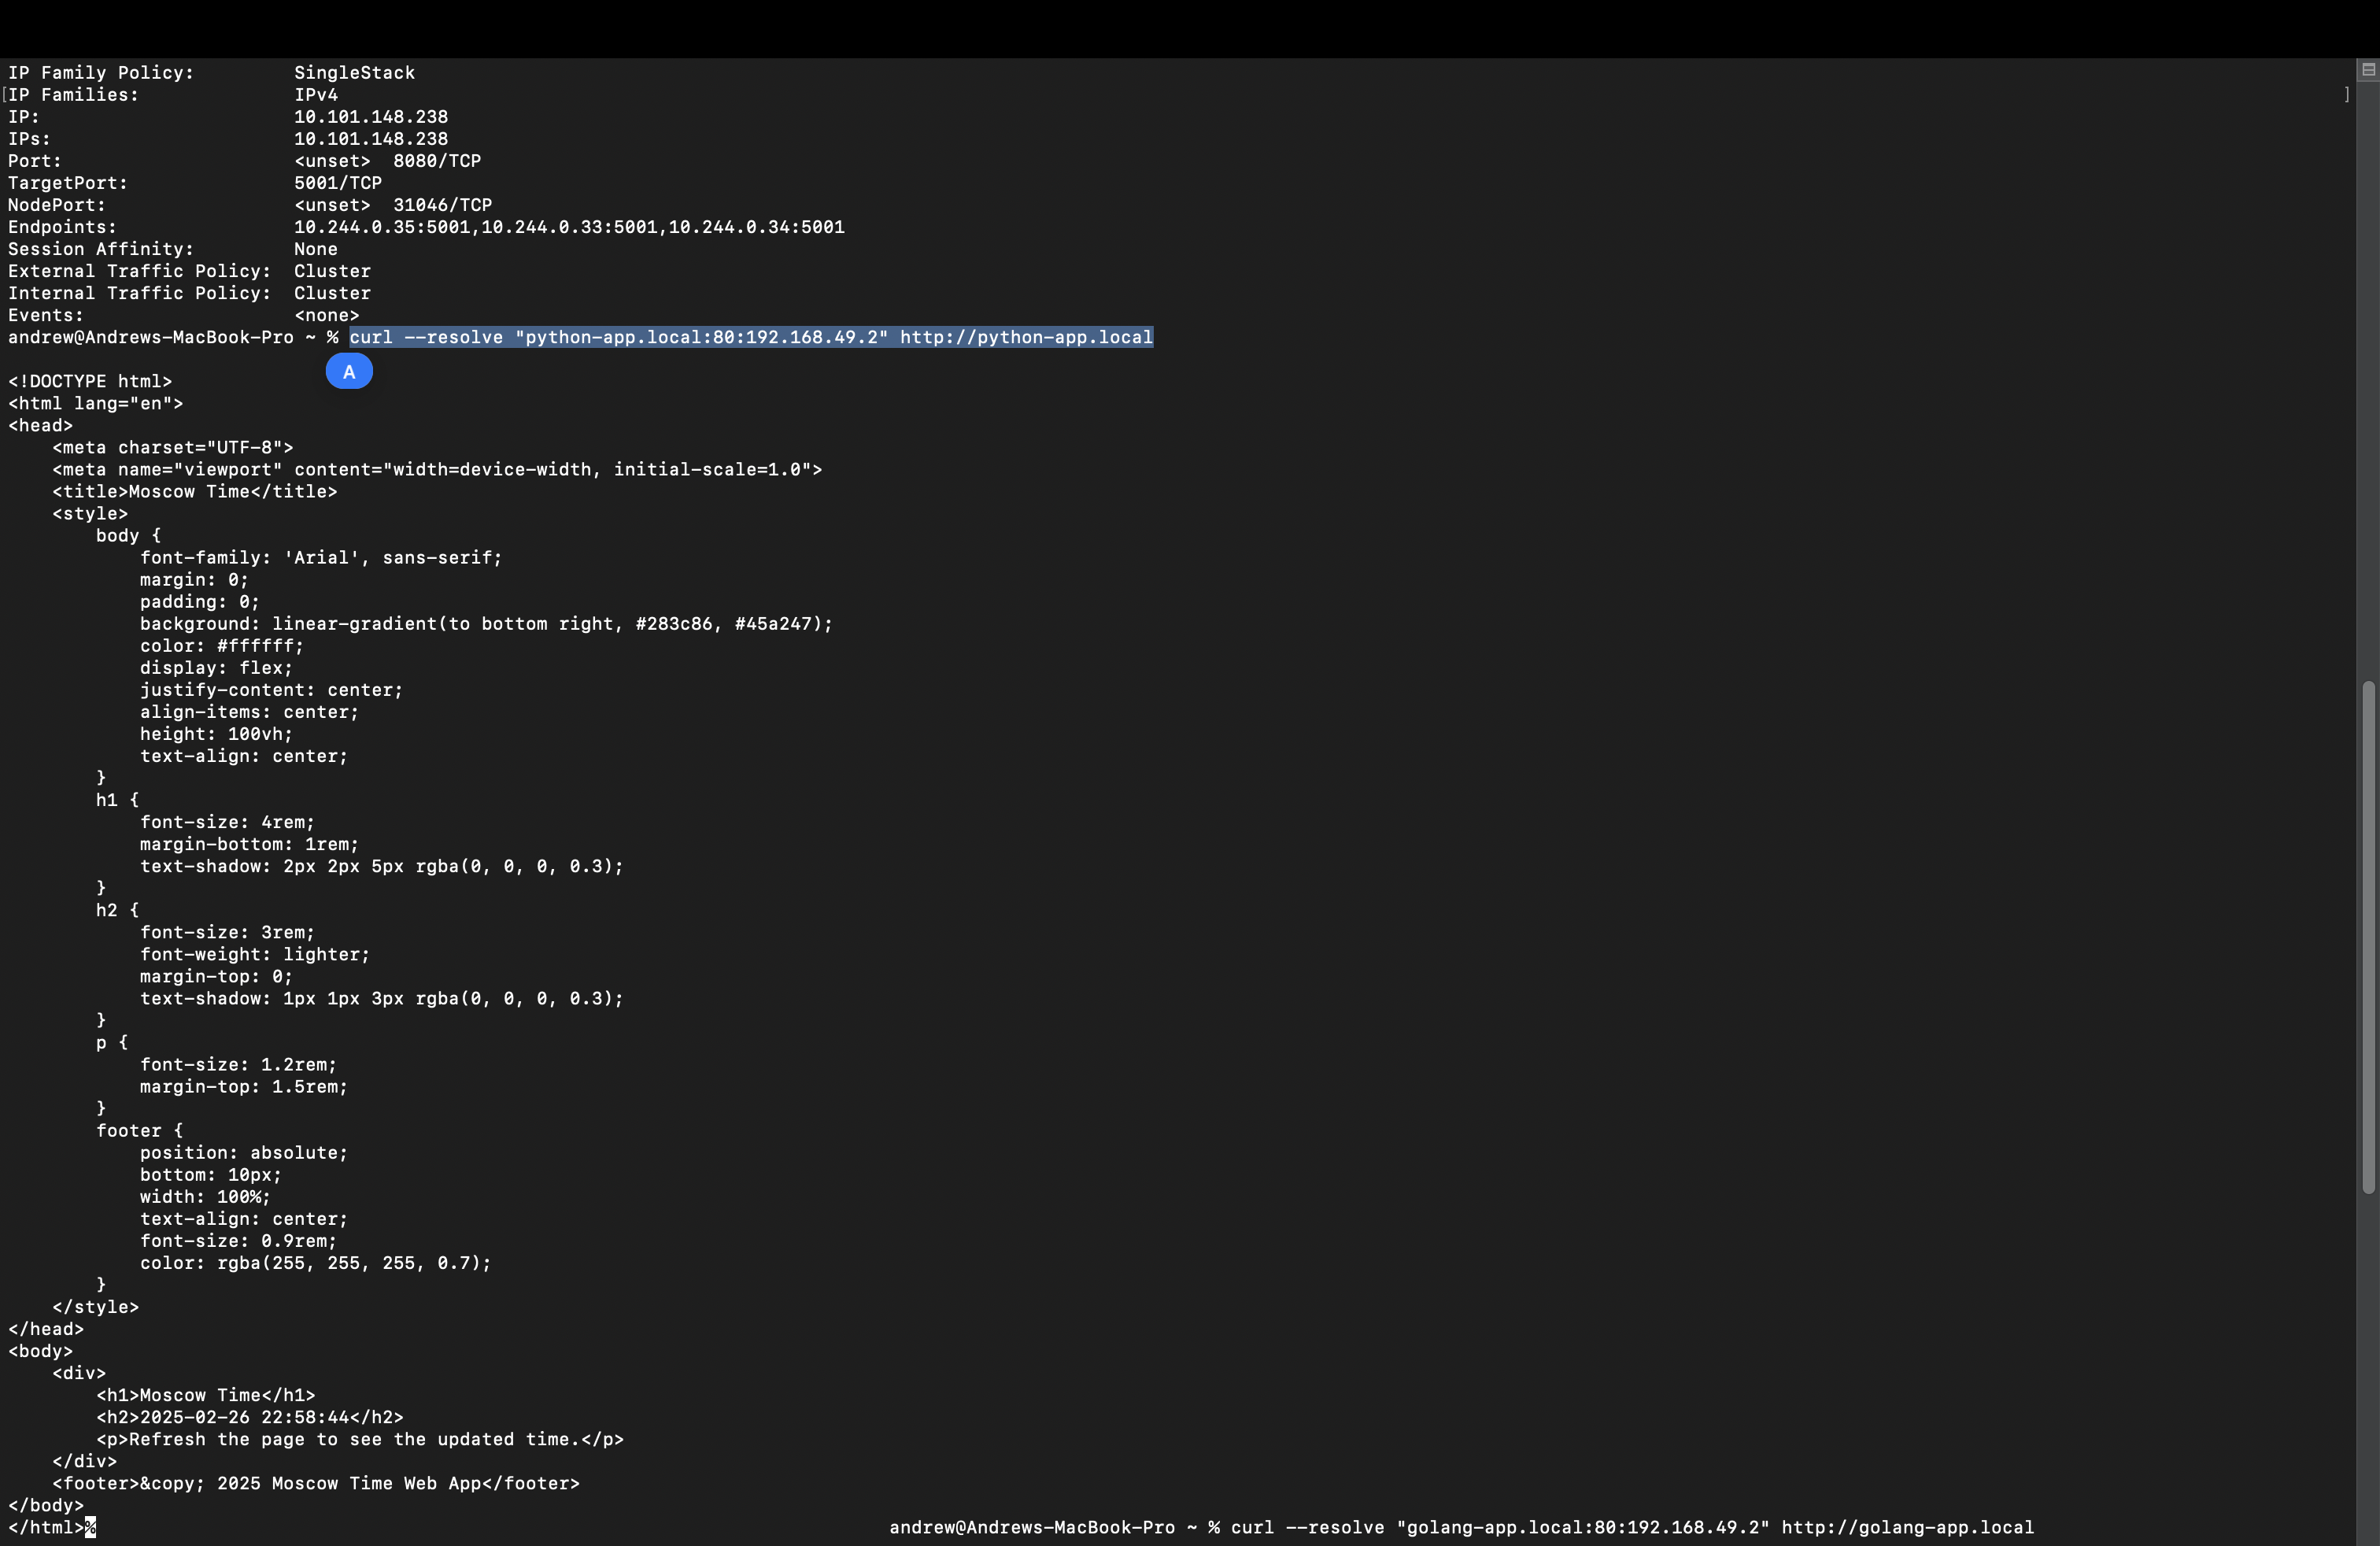 IP Family Policy:         SingleStack
[IP Families:             IPv4 ]
IP:                       10.101.148.238
IPs:                      10.101.148.238
Port:                     <unset>  8080/TCP
TargetPort:               5001/TCP
NodePort:                 <unset>  31046/TCP
Endpoints:                10.244.0.35:5001,10.244.0.33:5001,10.244.0.34:5001
Session Affinity:         None
External Traffic Policy:  Cluster
Internal Traffic Policy:  Cluster
Events:                   <none>
andrew@Andrews-MacBook-Pro ~ % curl --resolve "python-app.local:80:192.168.49.2" http://python-app.local
A
<!DOCTYPE html>
<html lang="en">
<head>
    <meta charset="UTF-8">
    <meta name="viewport" content="width=device-width, initial-scale=1.0">
    <title>Moscow Time</title>
    <style>
        body {
            font-family: 'Arial', sans-serif;
            margin: 0;
            padding: 0;
            background: linear-gradient(to bottom right, #283c86, #45a247);
            color: #ffffff;
            display: flex;
            justify-content: center;
            align-items: center;
            height: 100vh;
            text-align: center;
        }
        h1 {
            font-size: 4rem;
            margin-bottom: 1rem;
            text-shadow: 2px 2px 5px rgba(0, 0, 0, 0.3);
        }
        h2 {
            font-size: 3rem;
            font-weight: lighter;
            margin-top: 0;
            text-shadow: 1px 1px 3px rgba(0, 0, 0, 0.3);
        }
        p {
            font-size: 1.2rem;
            margin-top: 1.5rem;
        }
        footer {
            position: absolute;
            bottom: 10px;
            width: 100%;
            text-align: center;
            font-size: 0.9rem;
            color: rgba(255, 255, 255, 0.7);
        }
    </style>
</head>
<body>
    <div>
        <h1>Moscow Time</h1>
        <h2>2025-02-26 22:58:44</h2>
        <p>Refresh the page to see the updated time.</p>
    </div>
    <footer>&copy; 2025 Moscow Time Web App</footer>
</body>
</html>% andrew@Andrews-MacBook-Pro ~ % curl --resolve "golang-app.local:80:192.168.49.2" http://golang-app.local